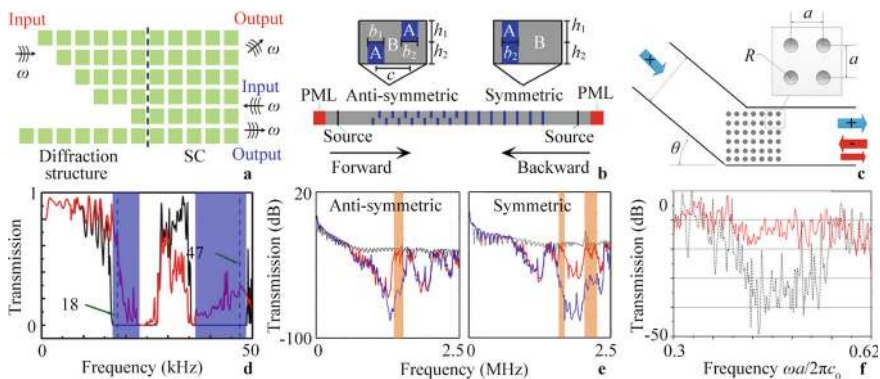 Input
ω
Output
ω
Input
ω
ω
Output
Diffraction structure
SC
a
b₁
A
A
B
b₂
c
h₁
h₂
A
b₂
B
h₁
h₂
PML
Anti-symmetric
Symmetric
PML
Source
Source
Forward
b
Backward
a
R
a
+
θ
+
-
c
1
Transmission
0
18
47
0
Frequency (kHz)
50
d
20
Transmission (dB)
-100
Anti-symmetric
Symmetric
0
2.5
0
2.5
Frequency (MHz)
e
0
Transmission (dB)
-50
0.3
0.62
Frequency ωa/2πc₀
f